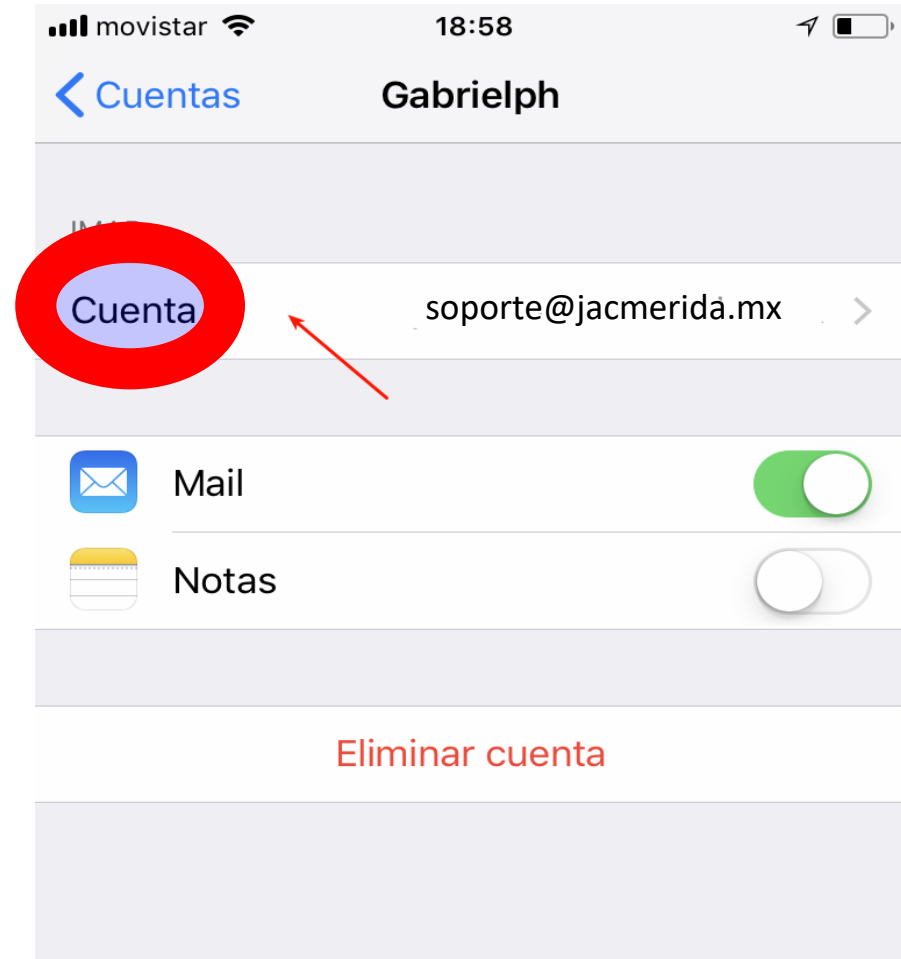 movistar 18:58
Cuentas Gabrielph
Cuenta soporte@jacmerida.mx
Mail
Notas
Eliminar cuenta